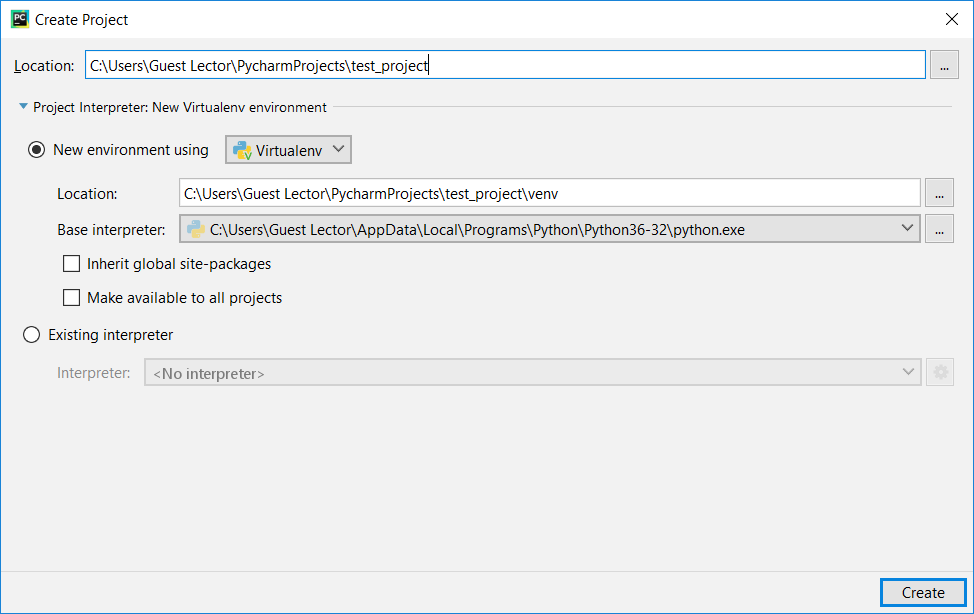 PC Create Project
Location: C:\Users\Guest Lector\PycharmProjects\test_project ...
Project Interpreter: New Virtualenv environment
New environment using Virtualenv
Location: C:\Users\Guest Lector\PycharmProjects\test_project\venv ...
Base interpreter: C:\Users\Guest Lector\AppData\Local\Programs\Python\Python36-32\python.exe ...
Inherit global site-packages
Make available to all projects
Existing interpreter
Interpreter: <No interpreter>
Create